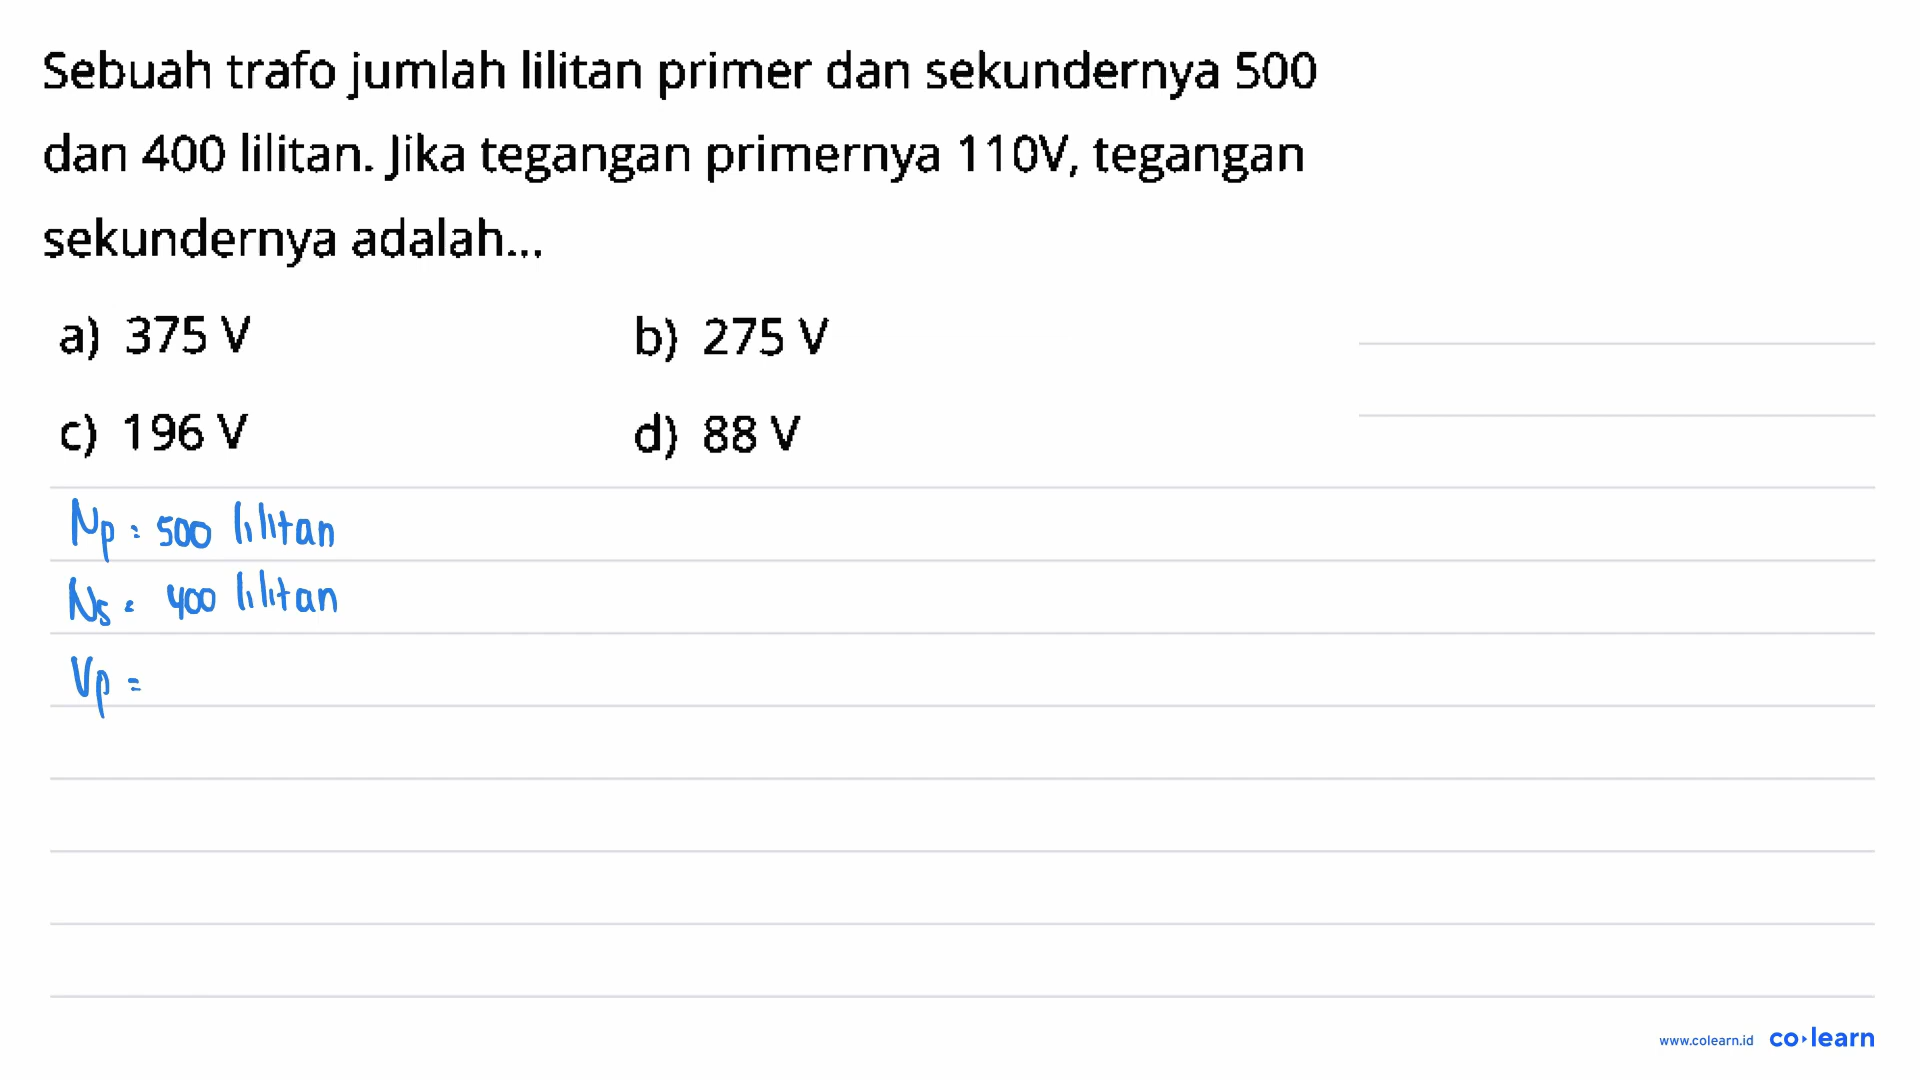 Sebuah trafo jumlah lilitan primer dan sekundernya 500
dan 400 lilitan. Jika tegangan primernya 110V, tegangan
sekundernya adalah...
a) 375 V
b) 275 V
c) 196 V
d) 88 V
Np = 500 lilitan
Ns = 400 lilitan
Vp =
www.colearn.id co·learn